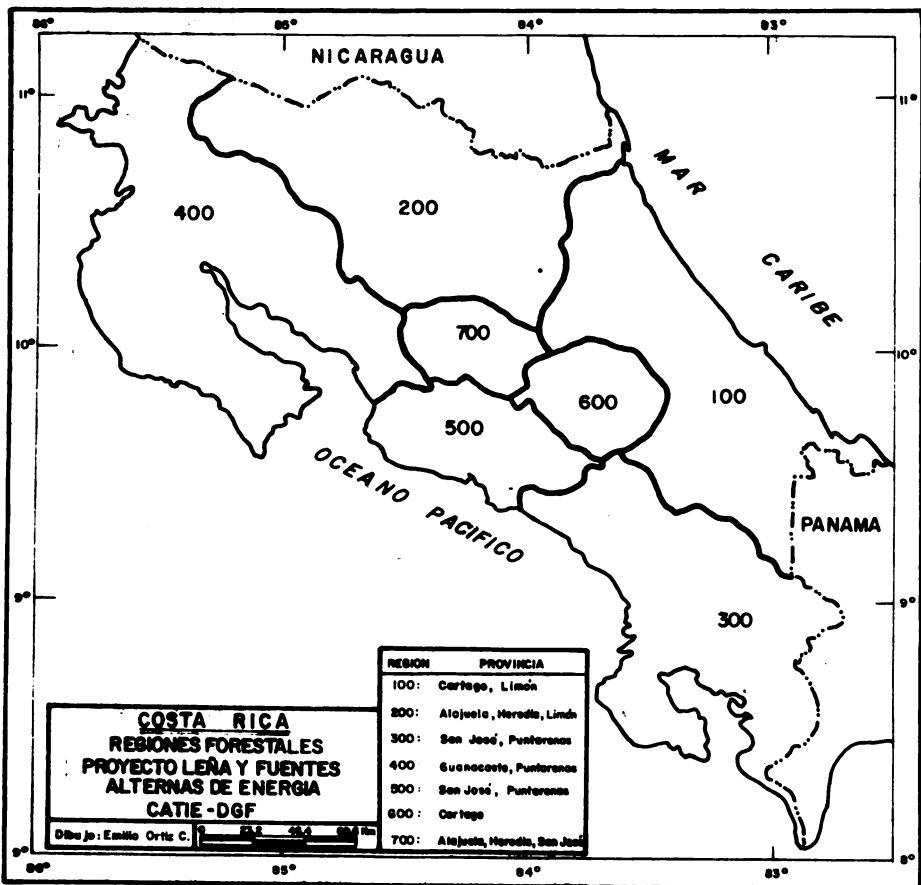 86° 85° 84° 83°
NICARAGUA
11° 11°
MAR
CARIBE
400
200
700
10° 10°
600
100
500
OCEANO PACIFICO
PANAMA
9° 9°
300
REGION PROVINCIA
100: Cartago, Limón
200: Alajuela, Heredia, Limón
300: San José, Puntarenas
400 Guanacaste, Puntarenas
500: San José, Puntarenas
600: Cartago
700: Alajuela, Heredia, San José
COSTA RICA
REGIONES FORESTALES
PROYECTO LEÑA Y FUENTES
ALTERNAS DE ENERGIA
CATIE-DGF
Dibujo: Emilio Ortiz C. 0 Km
9° 8°
86° 85° 84° 83°